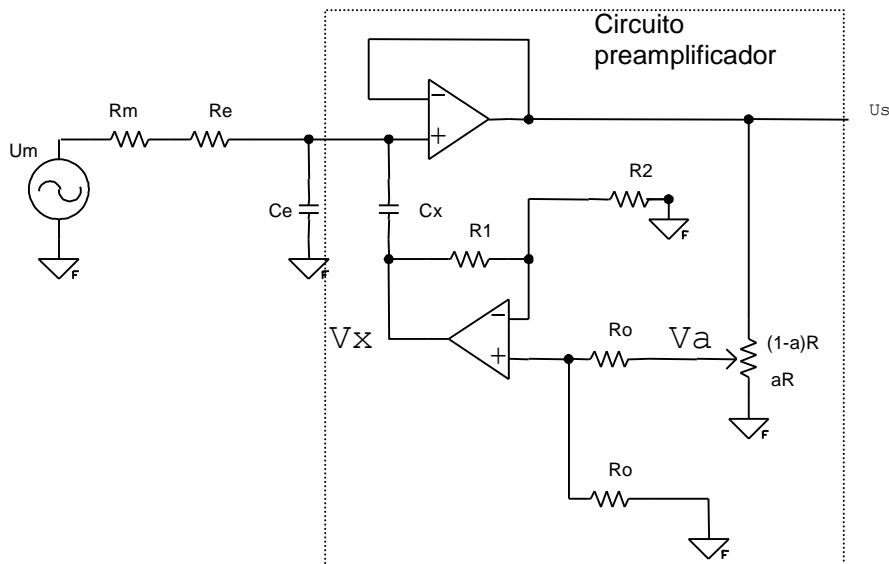 Circuito
preamplificador
Us
Rm
Re
Um
R2
Ce
Cx
R1
F
F
F
Vx
Ro
Va
(1-a)R
aR
F
Ro
F